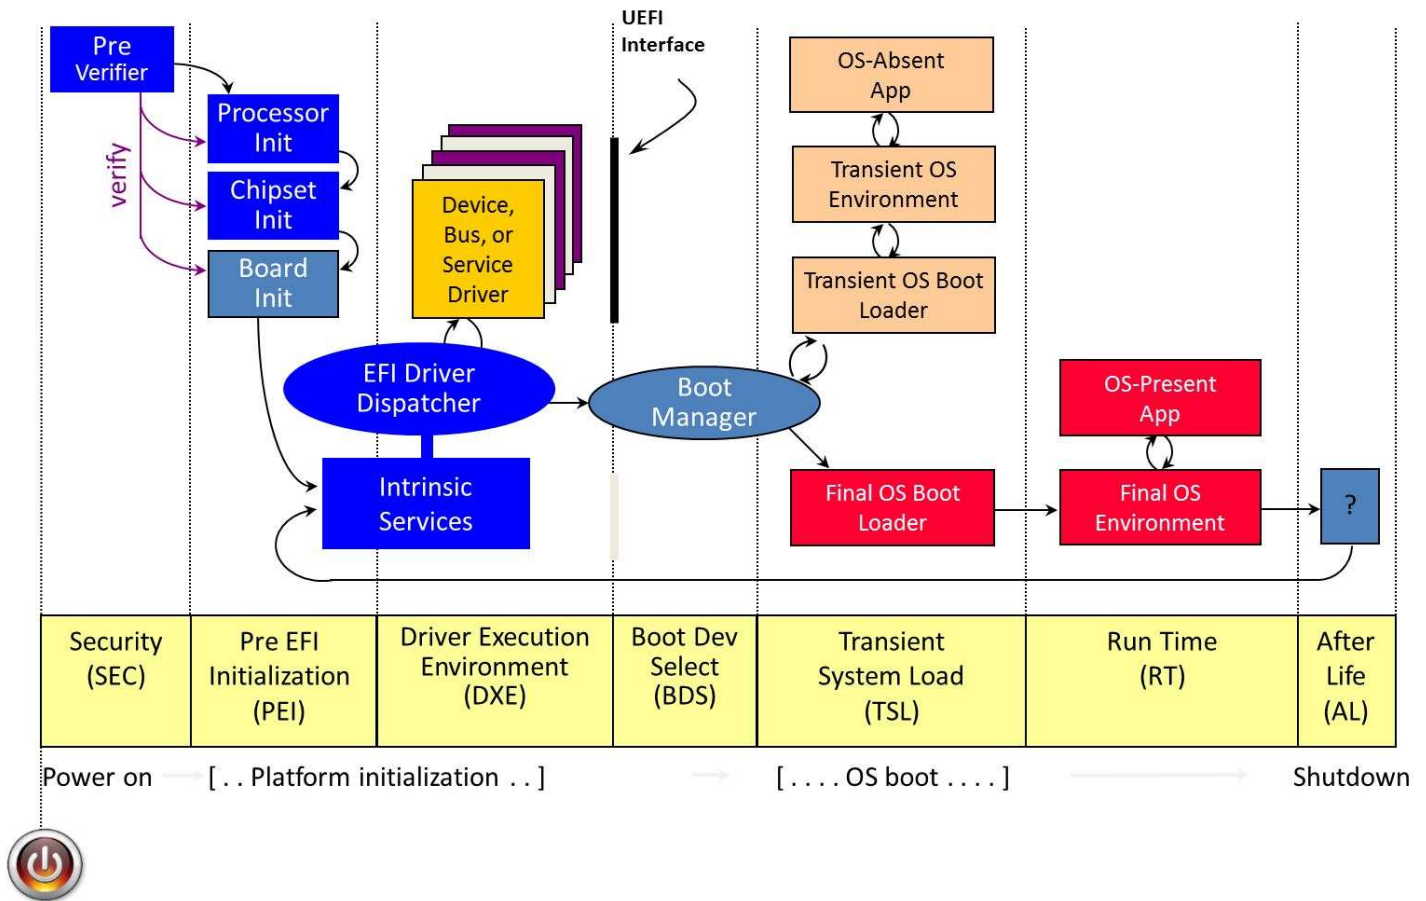 UEFI
Interface
Pre
Verifier
verify
Processor
Init
Chipset
Init
Board
Init
Device,
Bus, or
Service
Driver
EFI Driver
Dispatcher
Intrinsic
Services
Boot
Manager
OS-Absent
App
Transient OS
Environment
Transient OS Boot
Loader
Final OS Boot
Loader
OS-Present
App
Final OS
Environment
?
Security
(SEC)
Pre EFI
Initialization
(PEI)
Driver Execution
Environment
(DXE)
Boot Dev
Select
(BDS)
Transient
System Load
(TSL)
Run Time
(RT)
After
Life
(AL)
Power on
[ . . Platform initialization . . ]
[ . . . . OS boot . . . . ]
Shutdown